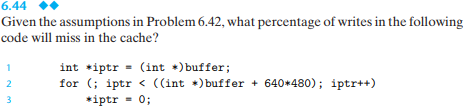 6.44 ◆◆
Given the assumptions in Problem 6.42, what percentage of writes in the following
code will miss in the cache?
1 int *iptr = (int *)buffer;
2 for (; iptr < ((int *)buffer + 640*480); iptr++)
3 *iptr = 0;